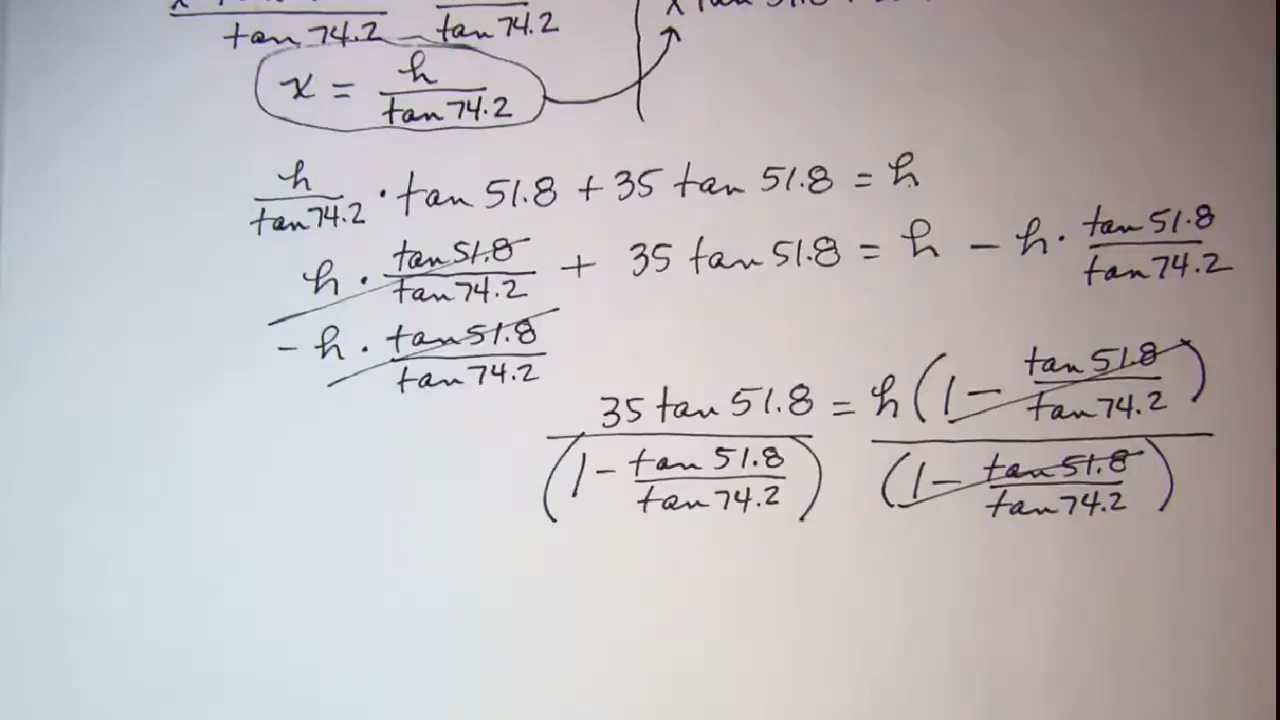 tan 74.2 tan 74.2
x = h / tan 74.2
h / tan 74.2 · tan 51.8 + 35 tan 51.8 = h
h · tan 51.8 / tan 74.2 + 35 tan 51.8 = h - h · tan 51.8 / tan 74.2
- h · tan 51.8 / tan 74.2
35 tan 51.8 = h (1 - tan 51.8 / tan 74.2)
(1 - tan 51.8 / tan 74.2) (1 - tan 51.8 / tan 74.2)